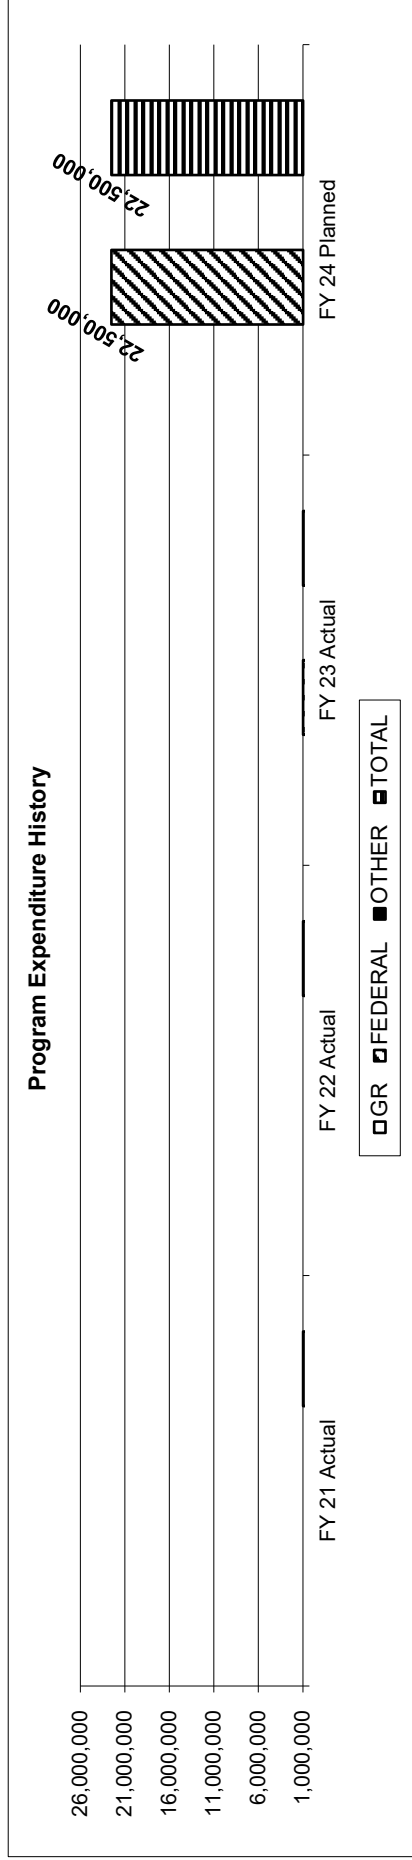 Program Expenditure History
26,000,000
21,000,000
16,000,000
11,000,000
6,000,000
1,000,000
22,500,000
22,500,000
FY 21 Actual
FY 22 Actual
FY 23 Actual
FY 24 Planned
GR FEDERAL OTHER TOTAL